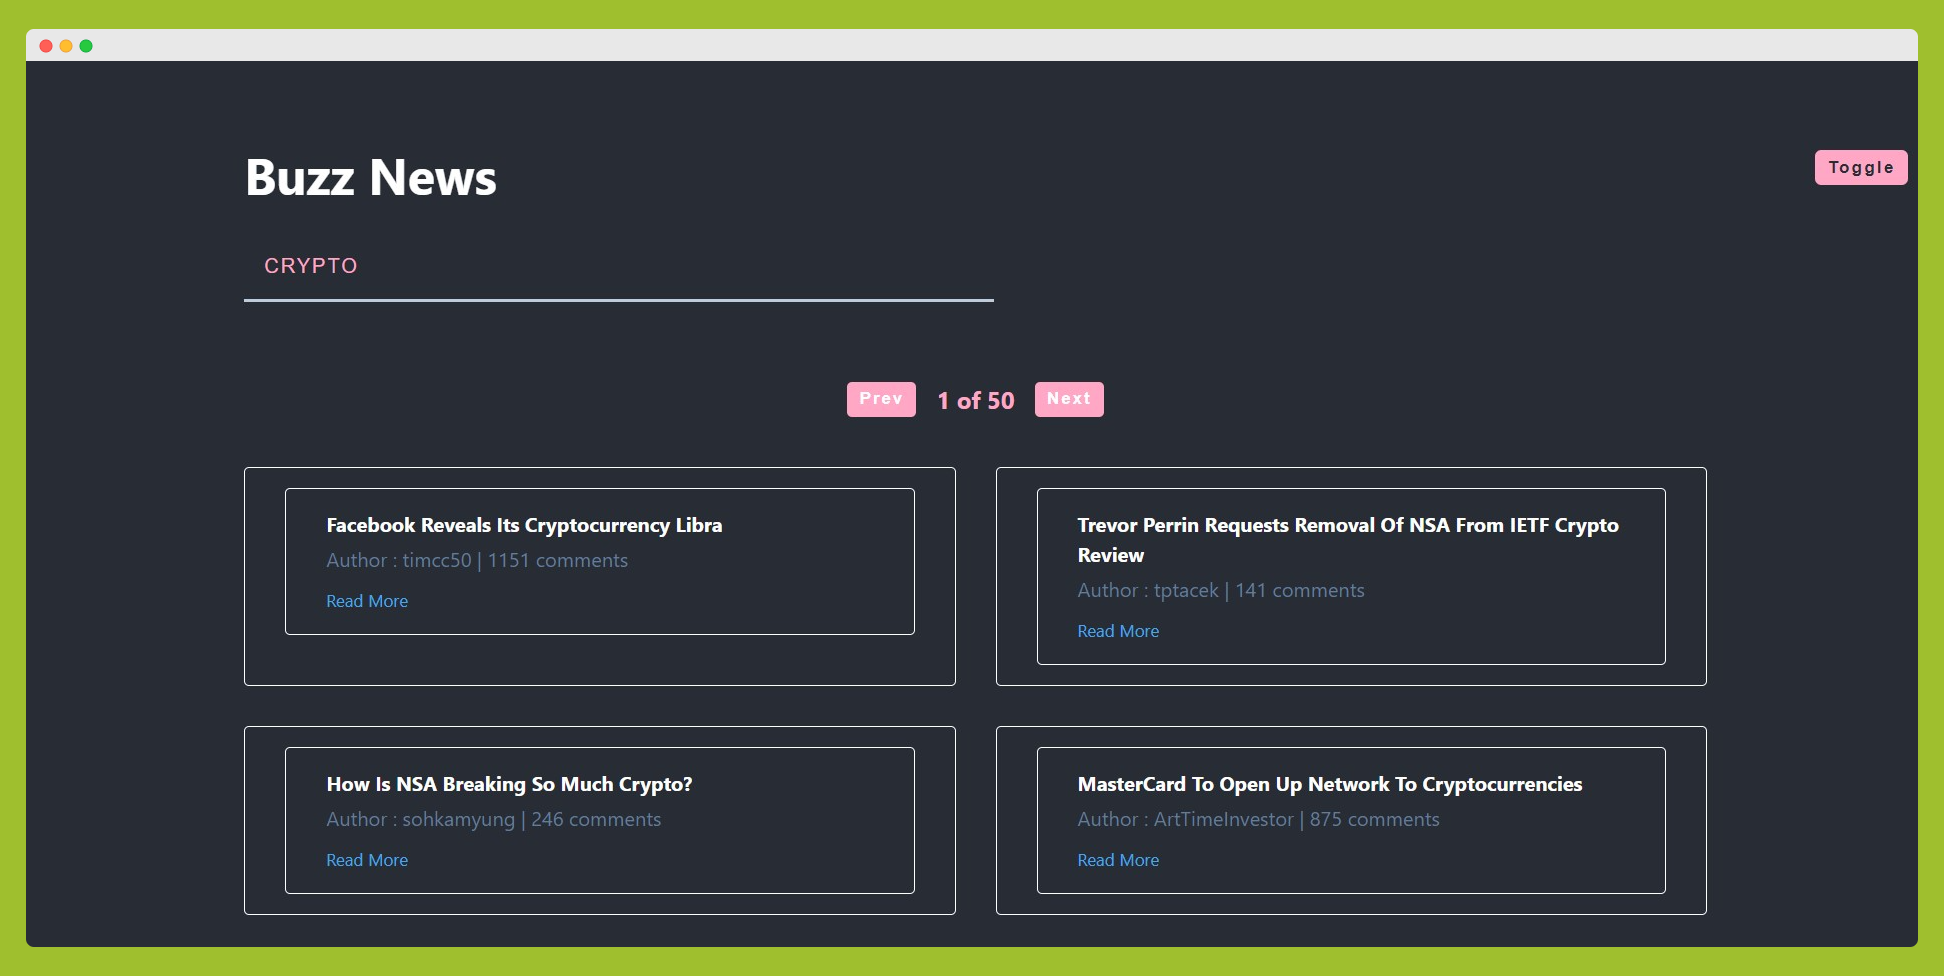 Buzz News
Toggle
CRYPTO
Prev 1 of 50 Next
Facebook Reveals Its Cryptocurrency Libra
Author : timcc50 | 1151 comments
Read More
Trevor Perrin Requests Removal Of NSA From IETF Crypto
Review
Author : tptacek | 141 comments
Read More
How Is NSA Breaking So Much Crypto?
Author : sohkamyung | 246 comments
Read More
MasterCard To Open Up Network To Cryptocurrencies
Author : ArtTimeInvestor | 875 comments
Read More